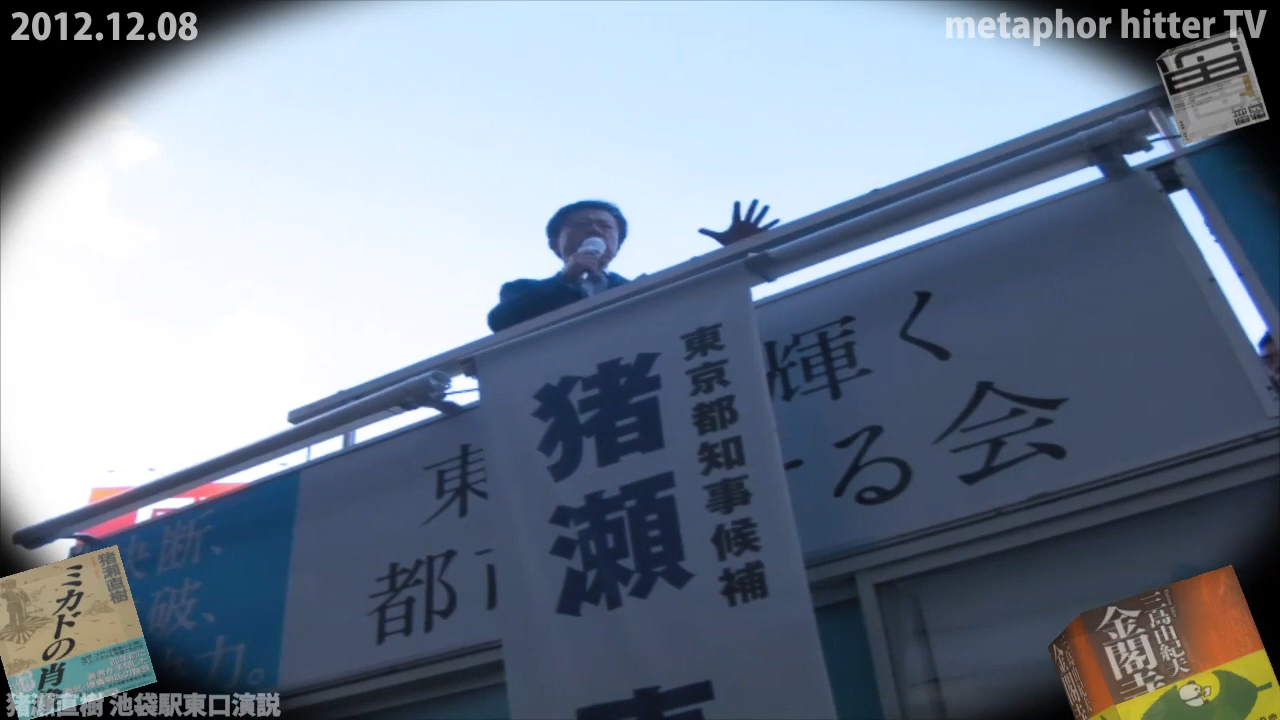 2012.12.08
metaphor hitter TV
東京都知事候補
猪瀬
輝く
東
都
る会
断、
破、
力。
猪瀬直樹
ミカドの肖
三島由紀夫
金閣寺
猪瀬直樹 池袋駅東口演説